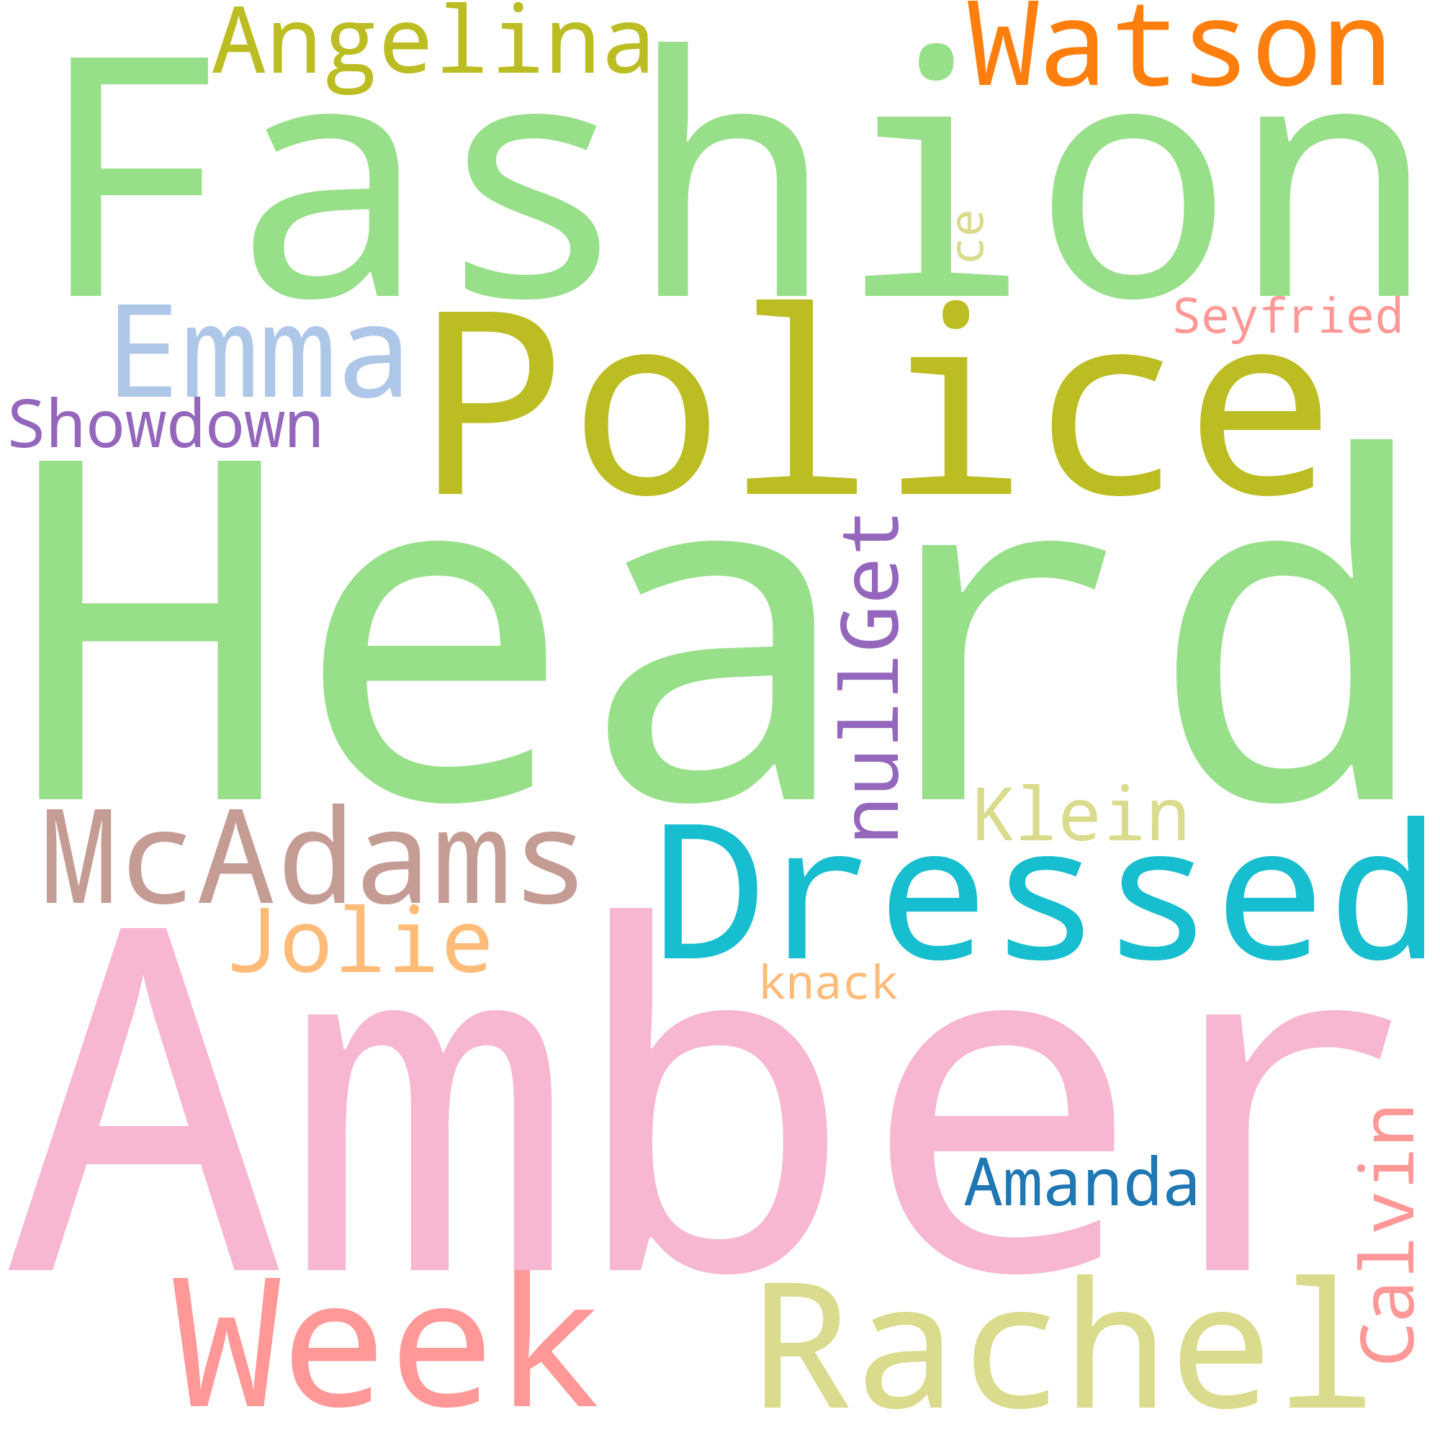 Angelina
Watson
Fashion
ce
Emma
Police
Seyfried
Showdown
Heard
nullGet
McAdams
Klein
Dressed
Jolie
knack
Amber
Amanda
Calvin
Week
Rachel